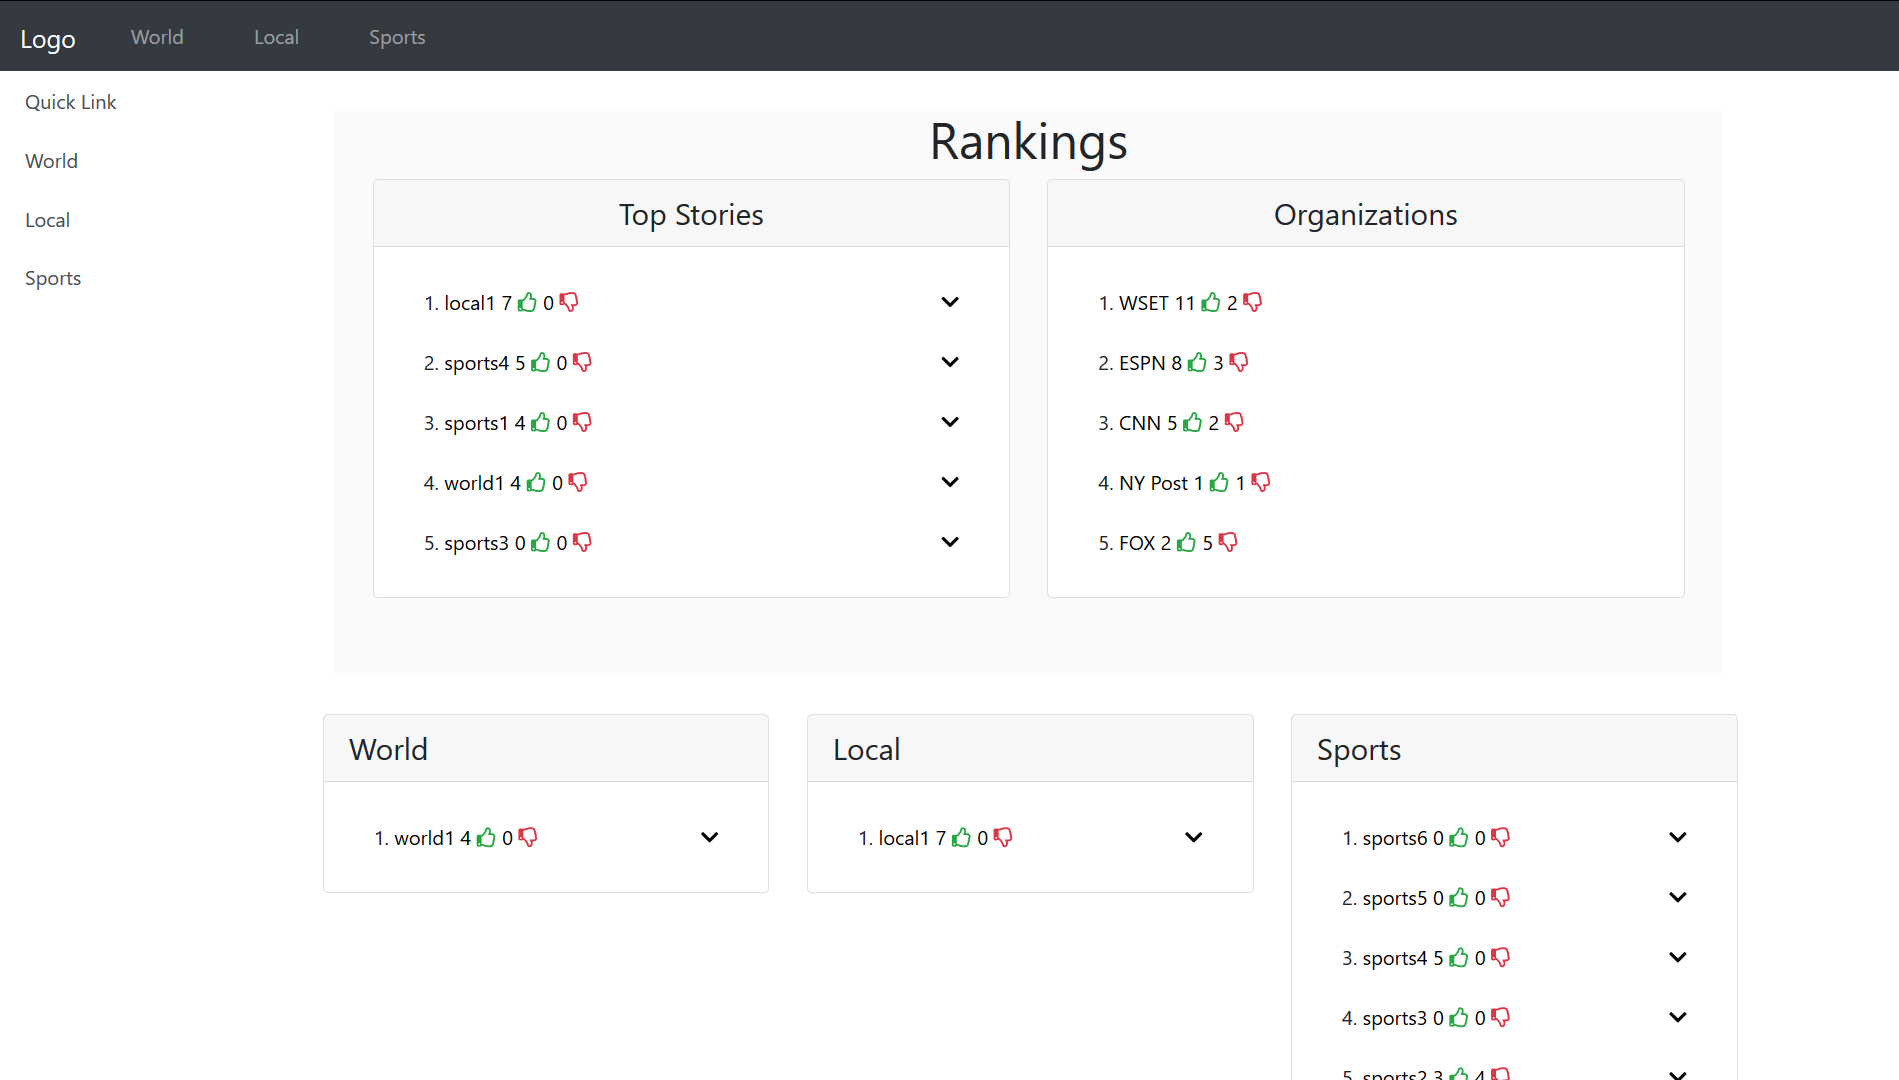 Logo World Local Sports
Quick Link
World
Local
Sports
Rankings
Top Stories
1. local1 7 0
2. sports4 5 0
3. sports1 4 0
4. world1 4 0
5. sports3 0 0
Organizations
1. WSET 11 2
2. ESPN 8 3
3. CNN 5 2
4. NY Post 1 1
5. FOX 2 5
World
1. world1 4 0
Local
1. local1 7 0
Sports
1. sports6 0 0
2. sports5 0 0
3. sports4 5 0
4. sports3 0 0
5. sports2 3 4